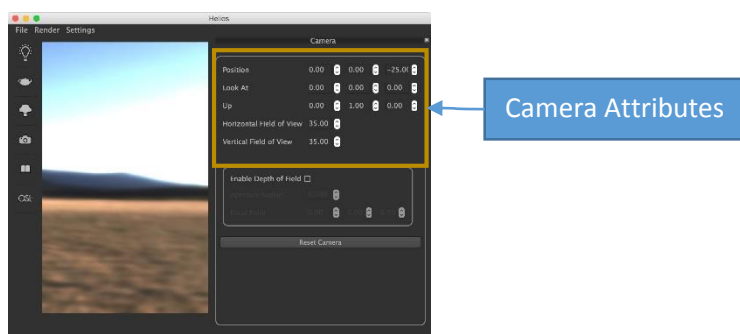 Helios
File Render Settings
Camera
Position 0.00 0.00 -25.00
Look At 0.00 0.00 0.00
Up 0.00 1.00 0.00
Horizontal Field of View 35.00
Vertical Field of View 35.00
Camera Attributes
Enable Depth of Field
OSL
Reset Camera